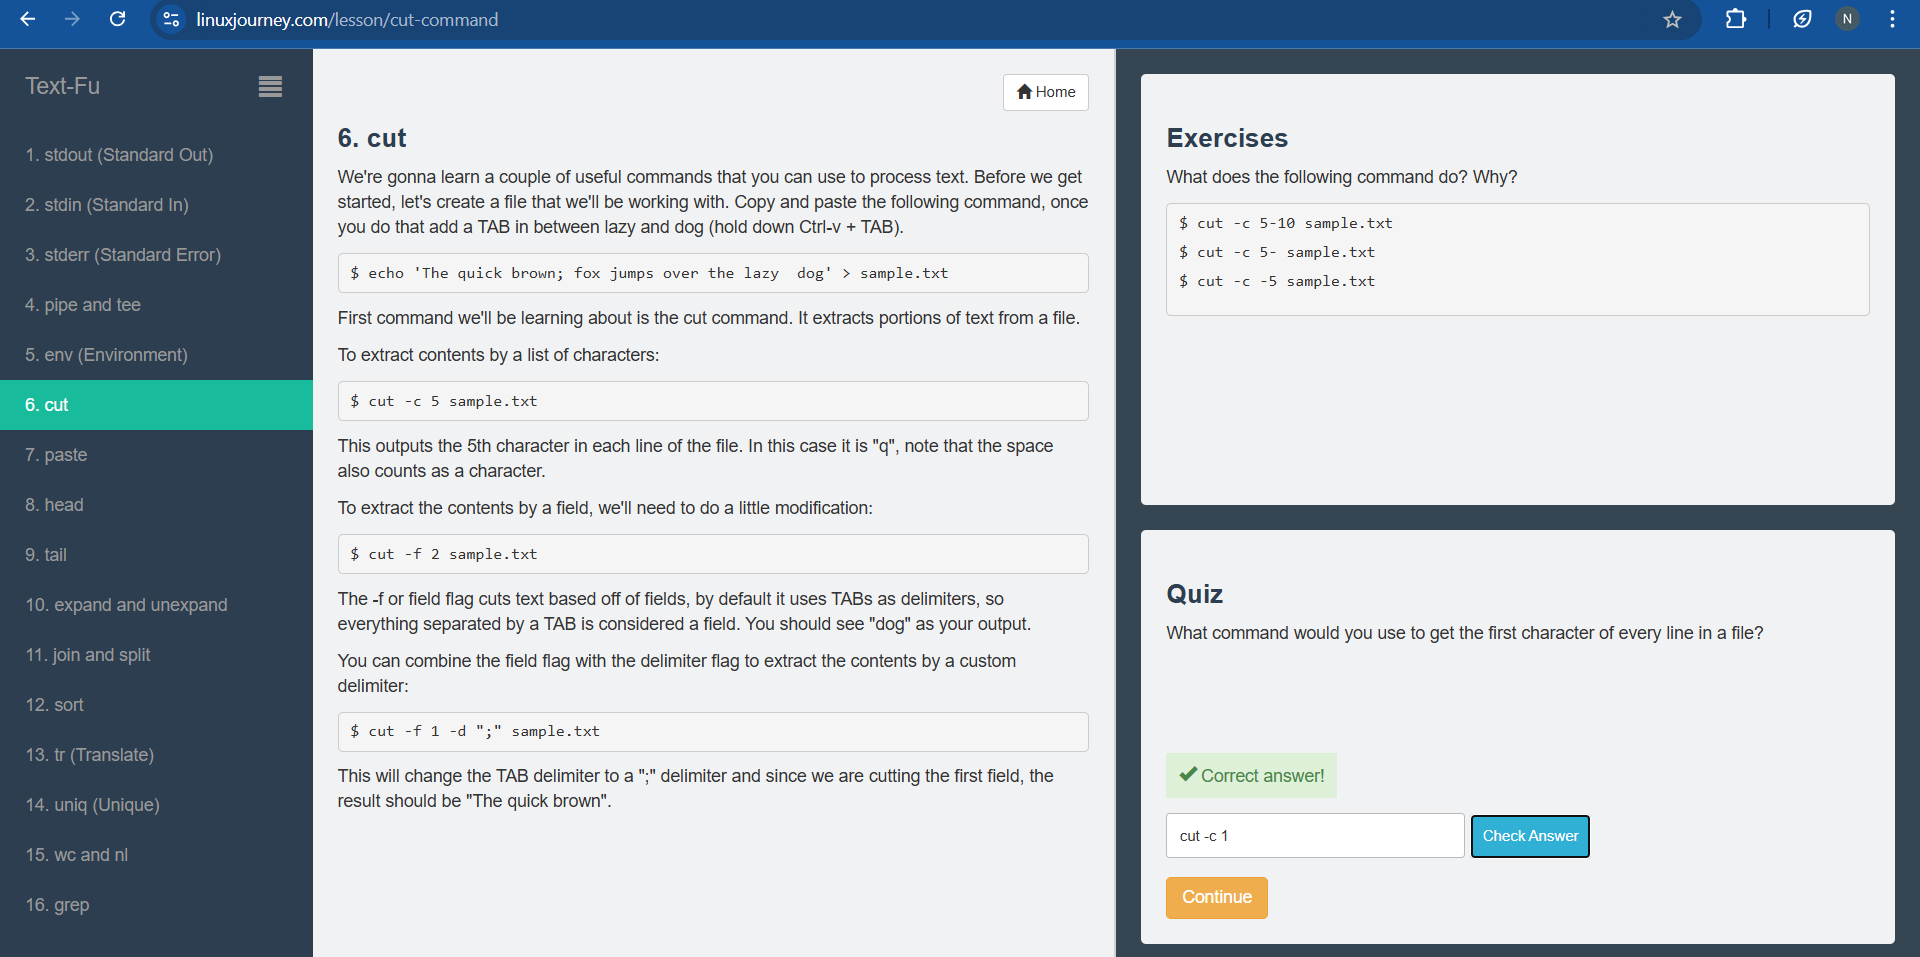 linuxjourney.com/lesson/cut-command
N
Text-Fu
1. stdout (Standard Out)
2. stdin (Standard In)
3. stderr (Standard Error)
4. pipe and tee
5. env (Environment)
6. cut
7. paste
8. head
9. tail
10. expand and unexpand
11. join and split
12. sort
13. tr (Translate)
14. uniq (Unique)
15. wc and nl
16. grep
Home
6. cut
We're gonna learn a couple of useful commands that you can use to process text. Before we get
started, let's create a file that we'll be working with. Copy and paste the following command, once
you do that add a TAB in between lazy and dog (hold down Ctrl-v + TAB).
$ echo 'The quick brown; fox jumps over the lazy  dog' > sample.txt
First command we'll be learning about is the cut command. It extracts portions of text from a file.
To extract contents by a list of characters:
$ cut -c 5 sample.txt
This outputs the 5th character in each line of the file. In this case it is "q", note that the space
also counts as a character.
To extract the contents by a field, we'll need to do a little modification:
$ cut -f 2 sample.txt
The -f or field flag cuts text based off of fields, by default it uses TABs as delimiters, so
everything separated by a TAB is considered a field. You should see "dog" as your output.
You can combine the field flag with the delimiter flag to extract the contents by a custom
delimiter:
$ cut -f 1 -d ";" sample.txt
This will change the TAB delimiter to a ";" delimiter and since we are cutting the first field, the
result should be "The quick brown".
Exercises
What does the following command do? Why?
$ cut -c 5-10 sample.txt
$ cut -c 5- sample.txt
$ cut -c -5 sample.txt
Quiz
What command would you use to get the first character of every line in a file?
Correct answer!
cut -c 1
Check Answer
Continue